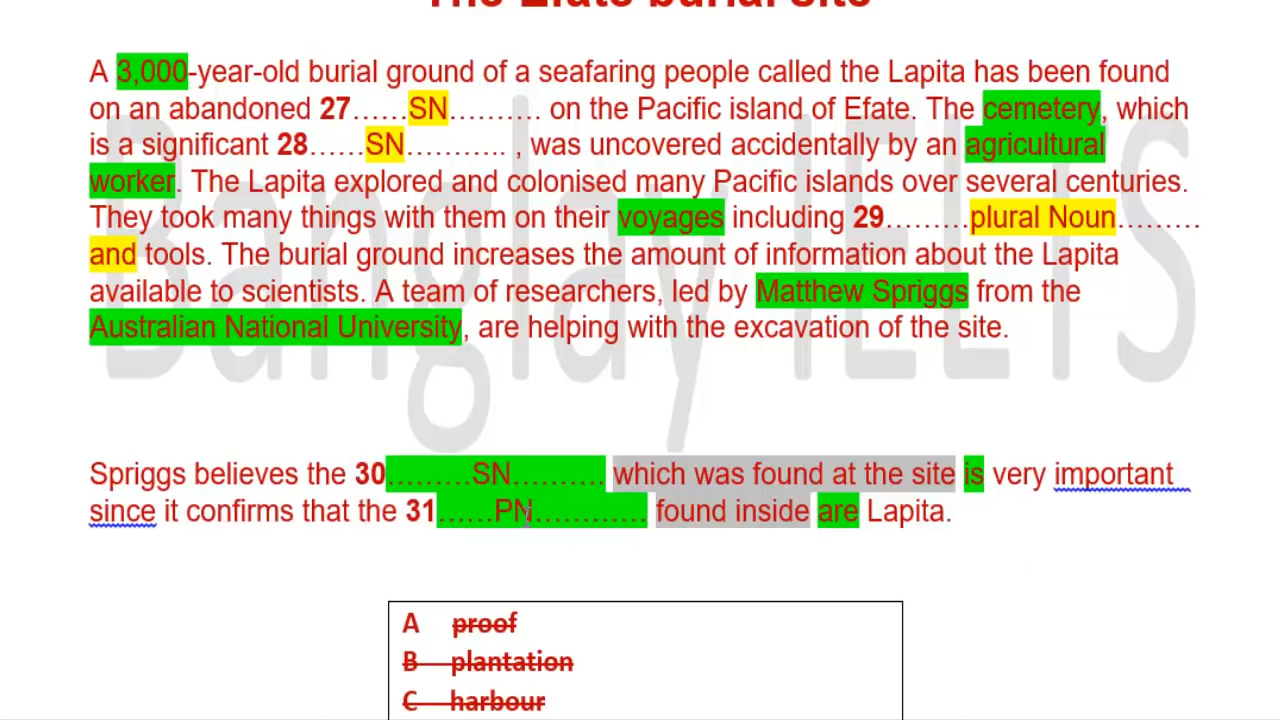 The Efate burial site
A 3,000-year-old burial ground of a seafaring people called the Lapita has been found
on an abandoned 27......SN.......... on the Pacific island of Efate. The cemetery, which
is a significant 28......SN........... , was uncovered accidentally by an agricultural
worker. The Lapita explored and colonised many Pacific islands over several centuries.
They took many things with them on their voyages including 29.........plural Noun.........
and tools. The burial ground increases the amount of information about the Lapita
available to scientists. A team of researchers, led by Matthew Spriggs from the
Australian National University, are helping with the excavation of the site.
Banglay IELTS
Spriggs believes the 30.........SN.......... which was found at the site is very important
since it confirms that the 31......PN............ found inside are Lapita.
A proof
B plantation
C harbour